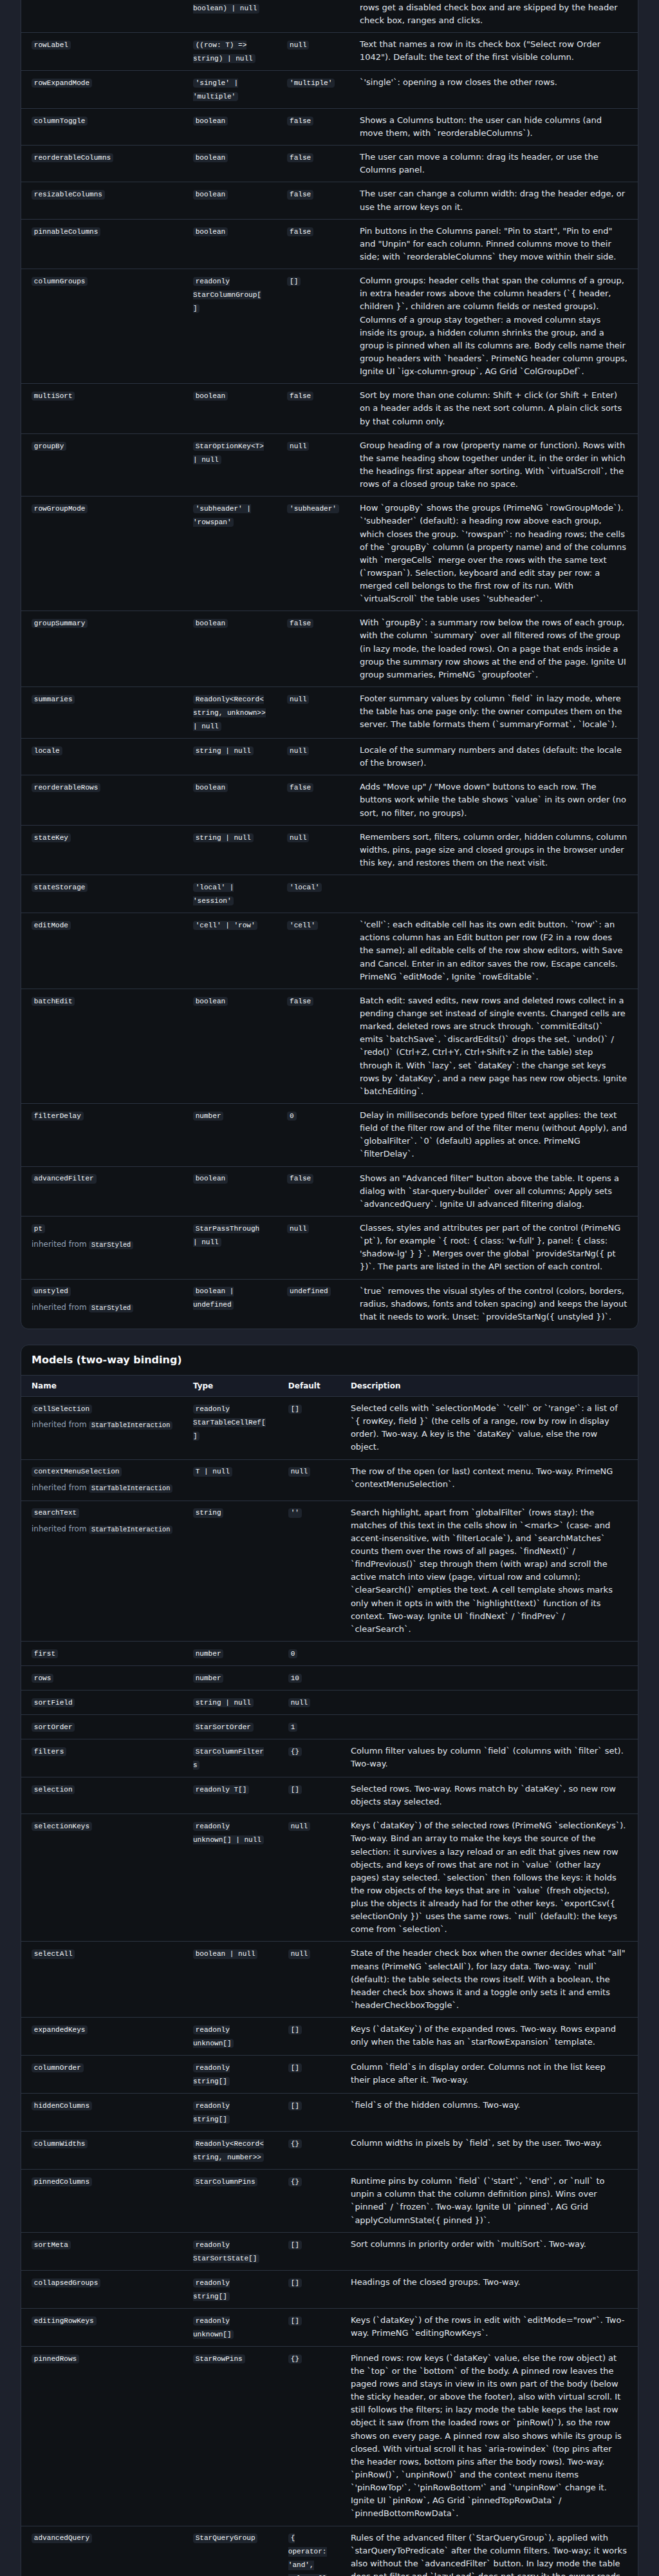 boolean) | null
rows get a disabled check box and are skipped by the header
check box, ranges and clicks.
rowLabel
((row: T) =>
string) | null
null
Text that names a row in its check box ("Select row Order
1042"). Default: the text of the first visible column.
rowExpandMode
'single' |
'multiple'
'multiple'
`'single'`: opening a row closes the other rows.
columnToggle
boolean
false
Shows a Columns button: the user can hide columns (and
move them, with `reorderableColumns`).
reorderableColumns
boolean
false
The user can move a column: drag its header, or use the
Columns panel.
resizableColumns
boolean
false
The user can change a column width: drag the header edge, or
use the arrow keys on it.
pinnableColumns
boolean
false
Pin buttons in the Columns panel: "Pin to start", "Pin to end"
and "Unpin" for each column. Pinned columns move to their
side; with `reorderableColumns` they move within their side.
columnGroups
readonly
StarColumnGroup[
]
[]
Column groups: header cells that span the columns of a group,
in extra header rows above the column headers (`{ header,
children }`, children are column fields or nested groups).
Columns of a group stay together: a moved column stays
inside its group, a hidden column shrinks the group, and a
group is pinned when all its columns are. Body cells name their
group headers with `headers`. PrimeNG header column groups,
Ignite UI `igx-column-group`, AG Grid `ColGroupDef`.
multiSort
boolean
false
Sort by more than one column: Shift + click (or Shift + Enter)
on a header adds it as the next sort column. A plain click sorts
by that column only.
groupBy
StarOptionKey<T>
| null
null
Group heading of a row (property name or function). Rows with
the same heading show together under it, in the order in which
the headings first appear after sorting. With `virtualScroll`, the
rows of a closed group take no space.
rowGroupMode
'subheader' |
'rowspan'
'subheader'
How `groupBy` shows the groups (PrimeNG `rowGroupMode`).
`'subheader'` (default): a heading row above each group,
which closes the group. `'rowspan'`: no heading rows; the cells
of the `groupBy` column (a property name) and of the columns
with `mergeCells` merge over the rows with the same text
(`rowspan`). Selection, keyboard and edit stay per row: a
merged cell belongs to the first row of its run. With
`virtualScroll` the table uses `'subheader'`.
groupSummary
boolean
false
With `groupBy`: a summary row below the rows of each group,
with the column `summary` over all filtered rows of the group
(in lazy mode, the loaded rows). On a page that ends inside a
group the summary row shows at the end of the page. Ignite UI
group summaries, PrimeNG `groupfooter`.
summaries
Readonly<Record<
string, unknown>>
| null
null
Footer summary values by column `field` in lazy mode, where
the table has one page only: the owner computes them on the
server. The table formats them (`summaryFormat`, `locale`).
locale
string | null
null
Locale of the summary numbers and dates (default: the locale
of the browser).
reorderableRows
boolean
false
Adds "Move up" / "Move down" buttons to each row. The
buttons work while the table shows `value` in its own order (no
sort, no filter, no groups).
stateKey
string | null
null
Remembers sort, filters, column order, hidden columns, column
widths, pins, page size and closed groups in the browser under
this key, and restores them on the next visit.
stateStorage
'local' |
'session'
'local'
editMode
'cell' | 'row'
'cell'
`'cell'`: each editable cell has its own edit button. `'row'`: an
actions column has an Edit button per row (F2 in a row does
the same); all editable cells of the row show editors, with Save
and Cancel. Enter in an editor saves the row, Escape cancels.
PrimeNG `editMode`, Ignite `rowEditable`.
batchEdit
boolean
false
Batch edit: saved edits, new rows and deleted rows collect in a
pending change set instead of single events. Changed cells are
marked, deleted rows are struck through. `commitEdits()`
emits `batchSave`, `discardEdits()` drops the set, `undo()` /
`redo()` (Ctrl+Z, Ctrl+Y, Ctrl+Shift+Z in the table) step
through it. With `lazy`, set `dataKey`: the change set keys
rows by `dataKey`, and a new page has new row objects. Ignite
`batchEditing`.
filterDelay
number
0
Delay in milliseconds before typed filter text applies: the text
field of the filter row and of the filter menu (without Apply), and
`globalFilter`. `0` (default) applies at once. PrimeNG
`filterDelay`.
advancedFilter
boolean
false
Shows an "Advanced filter" button above the table. It opens a
dialog with `star-query-builder` over all columns; Apply sets
`advancedQuery`. Ignite UI advanced filtering dialog.
pt
inherited from StarStyled
StarPassThrough
| null
null
Classes, styles and attributes per part of the control (PrimeNG
`pt`), for example `{ root: { class: 'w-full' }, panel: { class:
'shadow-lg' } }`. Merges over the global `provideStarNg({ pt
})`. The parts are listed in the API section of each control.
unstyled
inherited from StarStyled
boolean |
undefined
undefined
`true` removes the visual styles of the control (colors, borders,
radius, shadows, fonts and token spacing) and keeps the layout
that it needs to work. Unset: `provideStarNg({ unstyled })`.
Models (two-way binding)
Name
Type
Default
Description
cellSelection
inherited from StarTableInteraction
readonly
StarTableCellRef[
]
[]
Selected cells with `selectionMode` `'cell'` or `'range'`: a list of
`{ rowKey, field }` (the cells of a range, row by row in display
order). Two-way. A key is the `dataKey` value, else the row
object.
contextMenuSelection
inherited from StarTableInteraction
T | null
null
The row of the open (or last) context menu. Two-way. PrimeNG
`contextMenuSelection`.
searchText
inherited from StarTableInteraction
string
''
Search highlight, apart from `globalFilter` (rows stay): the
matches of this text in the cells show in `<mark>` (case- and
accent-insensitive, with `filterLocale`), and `searchMatches`
counts them over the rows of all pages. `findNext()` /
`findPrevious()` step through them (with wrap) and scroll the
active match into view (page, virtual row and column);
`clearSearch()` empties the text. A cell template shows marks
only when it opts in with the `highlight(text)` function of its
context. Two-way. Ignite UI `findNext` / `findPrev` /
`clearSearch`.
first
number
0
rows
number
10
sortField
string | null
null
sortOrder
StarSortOrder
1
filters
StarColumnFilter
s
{}
Column filter values by column `field` (columns with `filter` set).
Two-way.
selection
readonly T[]
[]
Selected rows. Two-way. Rows match by `dataKey`, so new row
objects stay selected.
selectionKeys
readonly
unknown[] | null
null
Keys (`dataKey`) of the selected rows (PrimeNG `selectionKeys`).
Two-way. Bind an array to make the keys the source of the
selection: it survives a lazy reload or an edit that gives new row
objects, and keys of rows that are not in `value` (other lazy
pages) stay selected. `selection` then follows the keys: it holds
the row objects of the keys that are in `value` (fresh objects),
plus the objects it already had for the other keys. `exportCsv({
selectionOnly })` uses the same rows. `null` (default): the keys
come from `selection`.
selectAll
boolean | null
null
State of the header check box when the owner decides what "all"
means (PrimeNG `selectAll`), for lazy data. Two-way. `null`
(default): the table selects the rows itself. With a boolean, the
header check box shows it and a toggle only sets it and emits
`headerCheckboxToggle`.
expandedKeys
readonly
unknown[]
[]
Keys (`dataKey`) of the expanded rows. Two-way. Rows expand
only when the table has an `starRowExpansion` template.
columnOrder
readonly
string[]
[]
Column `field`s in display order. Columns not in the list keep
their place after it. Two-way.
hiddenColumns
readonly
string[]
[]
`field`s of the hidden columns. Two-way.
columnWidths
Readonly<Record<
string, number>>
{}
Column widths in pixels by `field`, set by the user. Two-way.
pinnedColumns
StarColumnPins
{}
Runtime pins by column `field` (`'start'`, `'end'`, or `null` to
unpin a column that the column definition pins). Wins over
`pinned` / `frozen`. Two-way. Ignite UI `pinned`, AG Grid
`applyColumnState({ pinned })`.
sortMeta
readonly
StarSortState[]
[]
Sort columns in priority order with `multiSort`. Two-way.
collapsedGroups
readonly
string[]
[]
Headings of the closed groups. Two-way.
editingRowKeys
readonly
unknown[]
[]
Keys (`dataKey`) of the rows in edit with `editMode="row"`. Two-
way. PrimeNG `editingRowKeys`.
pinnedRows
StarRowPins
{}
Pinned rows: row keys (`dataKey` value, else the row object) at
the `top` or the `bottom` of the body. A pinned row leaves the
paged rows and stays in view in its own part of the body (below
the sticky header, or above the footer), also with virtual scroll. It
still follows the filters; in lazy mode the table keeps the last row
object it saw (from the loaded rows or `pinRow()`), so the row
shows on every page. A pinned row also shows while its group is
closed. With virtual scroll it has `aria-rowindex` (top pins after
the header rows, bottom pins after the body rows). Two-way.
`pinRow()`, `unpinRow()` and the context menu items
`'pinRowTop'`, `'pinRowBottom'` and `'unpinRow'` change it.
Ignite UI `pinRow`, AG Grid `pinnedTopRowData` /
`pinnedBottomRowData`.
advancedQuery
StarQueryGroup
{
operator:
'and',
Rules of the advanced filter (`StarQueryGroup`), applied with
`starQueryToPredicate` after the column filters. Two-way; it works
also without the `advancedFilter` button. In lazy mode the table